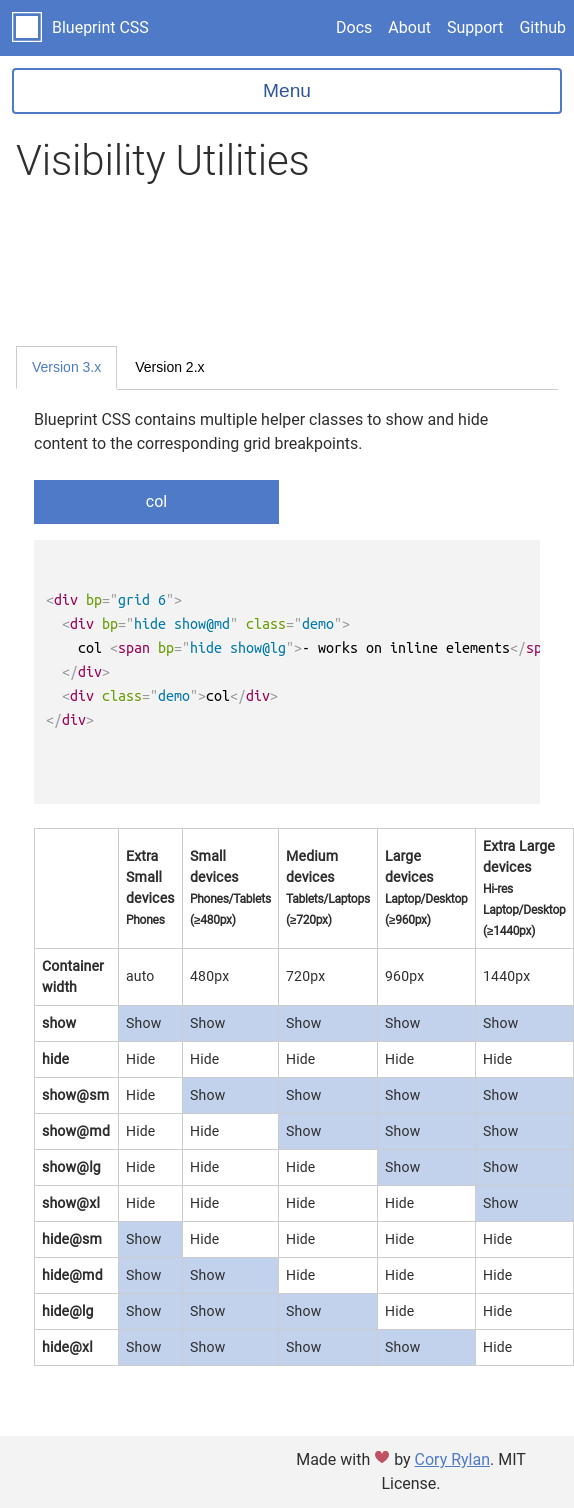 Blueprint CSS Docs About Support Github
Menu
Visibility Utilities
Version 3.x Version 2.x
Blueprint CSS contains multiple helper classes to show and hide
content to the corresponding grid breakpoints.
col
<div bp="grid 6">
<div bp="hide show@md" class="demo">
col <span bp="hide show@lg">- works on inline elements</sp
</div>
<div class="demo">col</div>
</div>
Extra Small devices Phones
Small devices Phones/Tablets (≥480px)
Medium devices Tablets/Laptops (≥720px)
Large devices Laptop/Desktop (≥960px)
Extra Large devices Hi-res Laptop/Desktop (≥1440px)
Container width auto 480px 720px 960px 1440px
show Show Show Show Show Show
hide Hide Hide Hide Hide Hide
show@sm Hide Show Show Show Show
show@md Hide Hide Show Show Show
show@lg Hide Hide Hide Show Show
show@xl Hide Hide Hide Hide Show
hide@sm Show Hide Hide Hide Hide
hide@md Show Show Hide Hide Hide
hide@lg Show Show Show Hide Hide
hide@xl Show Show Show Show Hide
Made with ❤ by Cory Rylan. MIT
License.